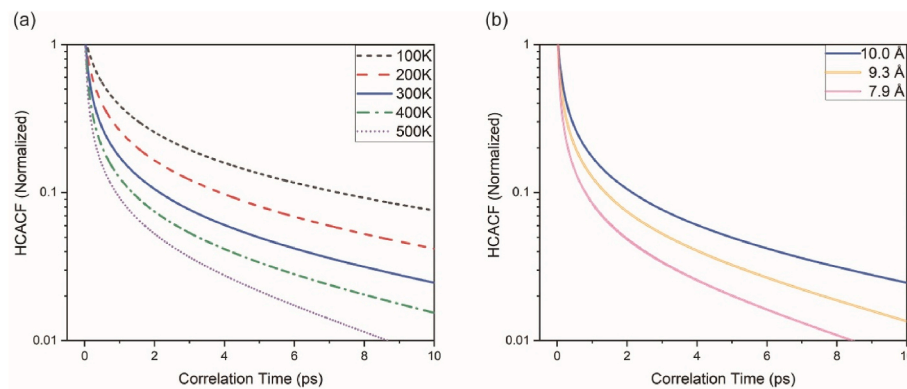 (a)
HCACF (Normalized)
1
0.1
0.01
100K
200K
300K
400K
500K
0 2 4 6 8 10
Correlation Time (ps)
(b)
HCACF (Normalized)
1
0.1
0.01
10.0 Å
9.3 Å
7.9 Å
0 2 4 6 8 10
Correlation Time (ps)